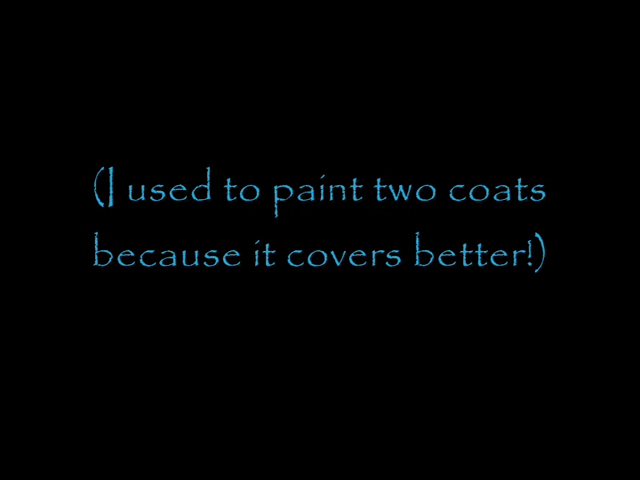 (I used to paint two coats
because it covers better!)